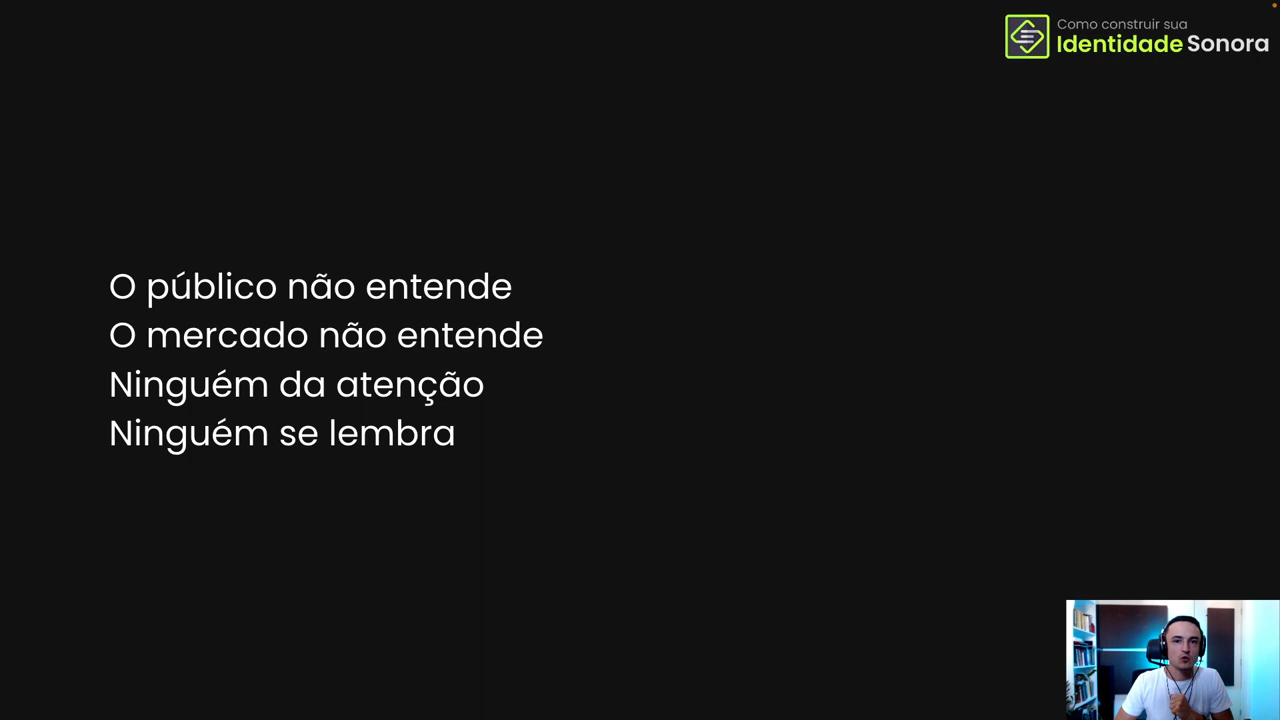 Como construir sua
Identidade Sonora
O público não entende
O mercado não entende
Ninguém da atenção
Ninguém se lembra